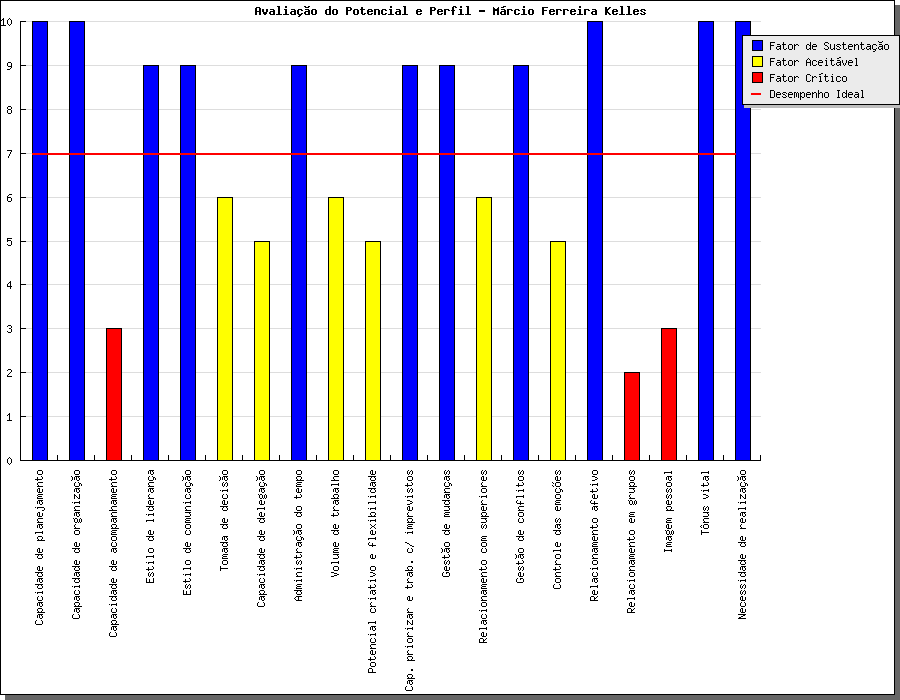 Avaliação do Potencial e Perfil - Márcio Ferreira Kelles
Fator de Sustentação
Fator Aceitável
Fator Crítico
Desempenho Ideal
10
9
8
7
6
5
4
3
2
1
0
Capacidade de planejamento
Capacidade de organização
Capacidade de acompanhamento
Estilo de liderança
Estilo de comunicação
Tomada de decisão
Capacidade de delegação
Administração do tempo
Volume de trabalho
Potencial criativo e flexibilidade
Cap. priorizar e trab. c/ imprevistos
Gestão de mudanças
Relacionamento com superiores
Gestão de conflitos
Controle das emoções
Relacionamento afetivo
Relacionamento em grupos
Imagem pessoal
Tônus vital
Necessidade de realização